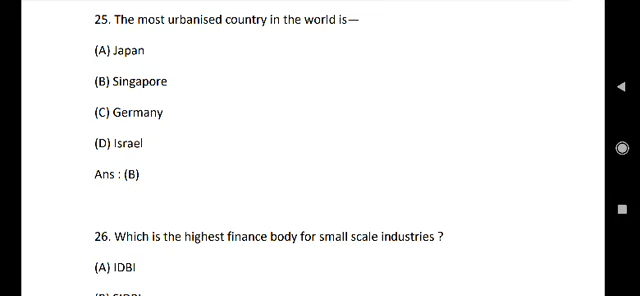 25. The most urbanised country in the world is—
(A) Japan
(B) Singapore
(C) Germany
(D) Israel
Ans : (B)
26. Which is the highest finance body for small scale industries ?
(A) IDBI